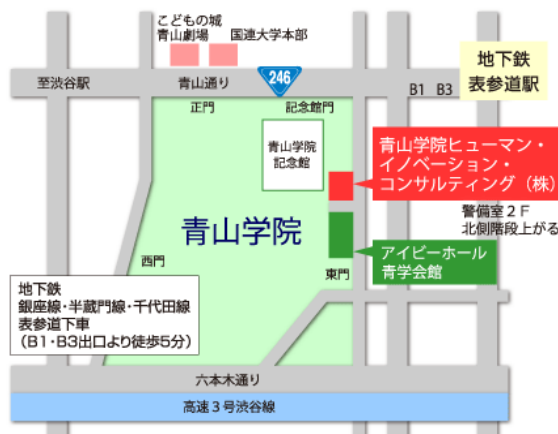 こどもの城
青山劇場
国連大学本部
地下鉄
表参道駅
至渋谷駅
青山通り
246
B1 B3
正門
記念館門
青山学院
記念館
青山学院ヒューマン・
イノベーション・
コンサルティング（株）
警備室２Ｆ
北側階段上がる
青山学院
アイビーホール
青学会館
西門
東門
地下鉄
銀座線・半蔵門線・千代田線
表参道下車
（B1・B3出口より徒歩5分）
六本木通り
高速３号渋谷線